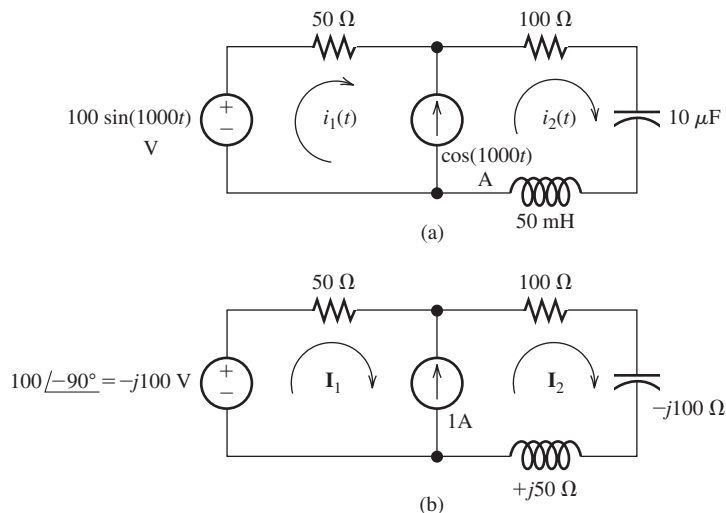 50 Ω
100 Ω
100 sin(1000t)
V
+
−
i₁(t)
i₂(t)
10 μF
cos(1000t)
A
50 mH
(a)
50 Ω
100 Ω
100 ∠−90° = −j100 V
+
−
I₁
I₂
1A
−j100 Ω
+j50 Ω
(b)